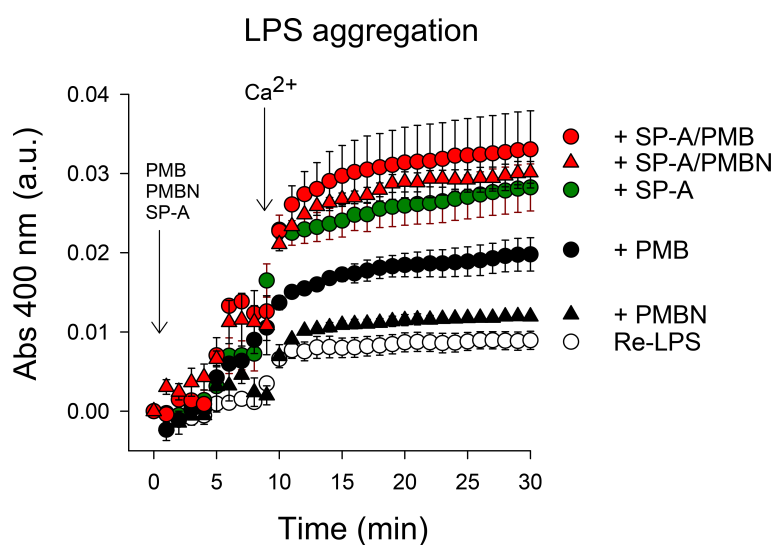 LPS aggregation
Abs 400 nm (a.u.)
0.04
0.03
0.02
0.01
0.00
PMB
PMBN
SP-A
Ca2+
+ SP-A/PMB
+ SP-A/PMBN
+ SP-A
+ PMB
+ PMBN
Re-LPS
0 5 10 15 20 25 30
Time (min)